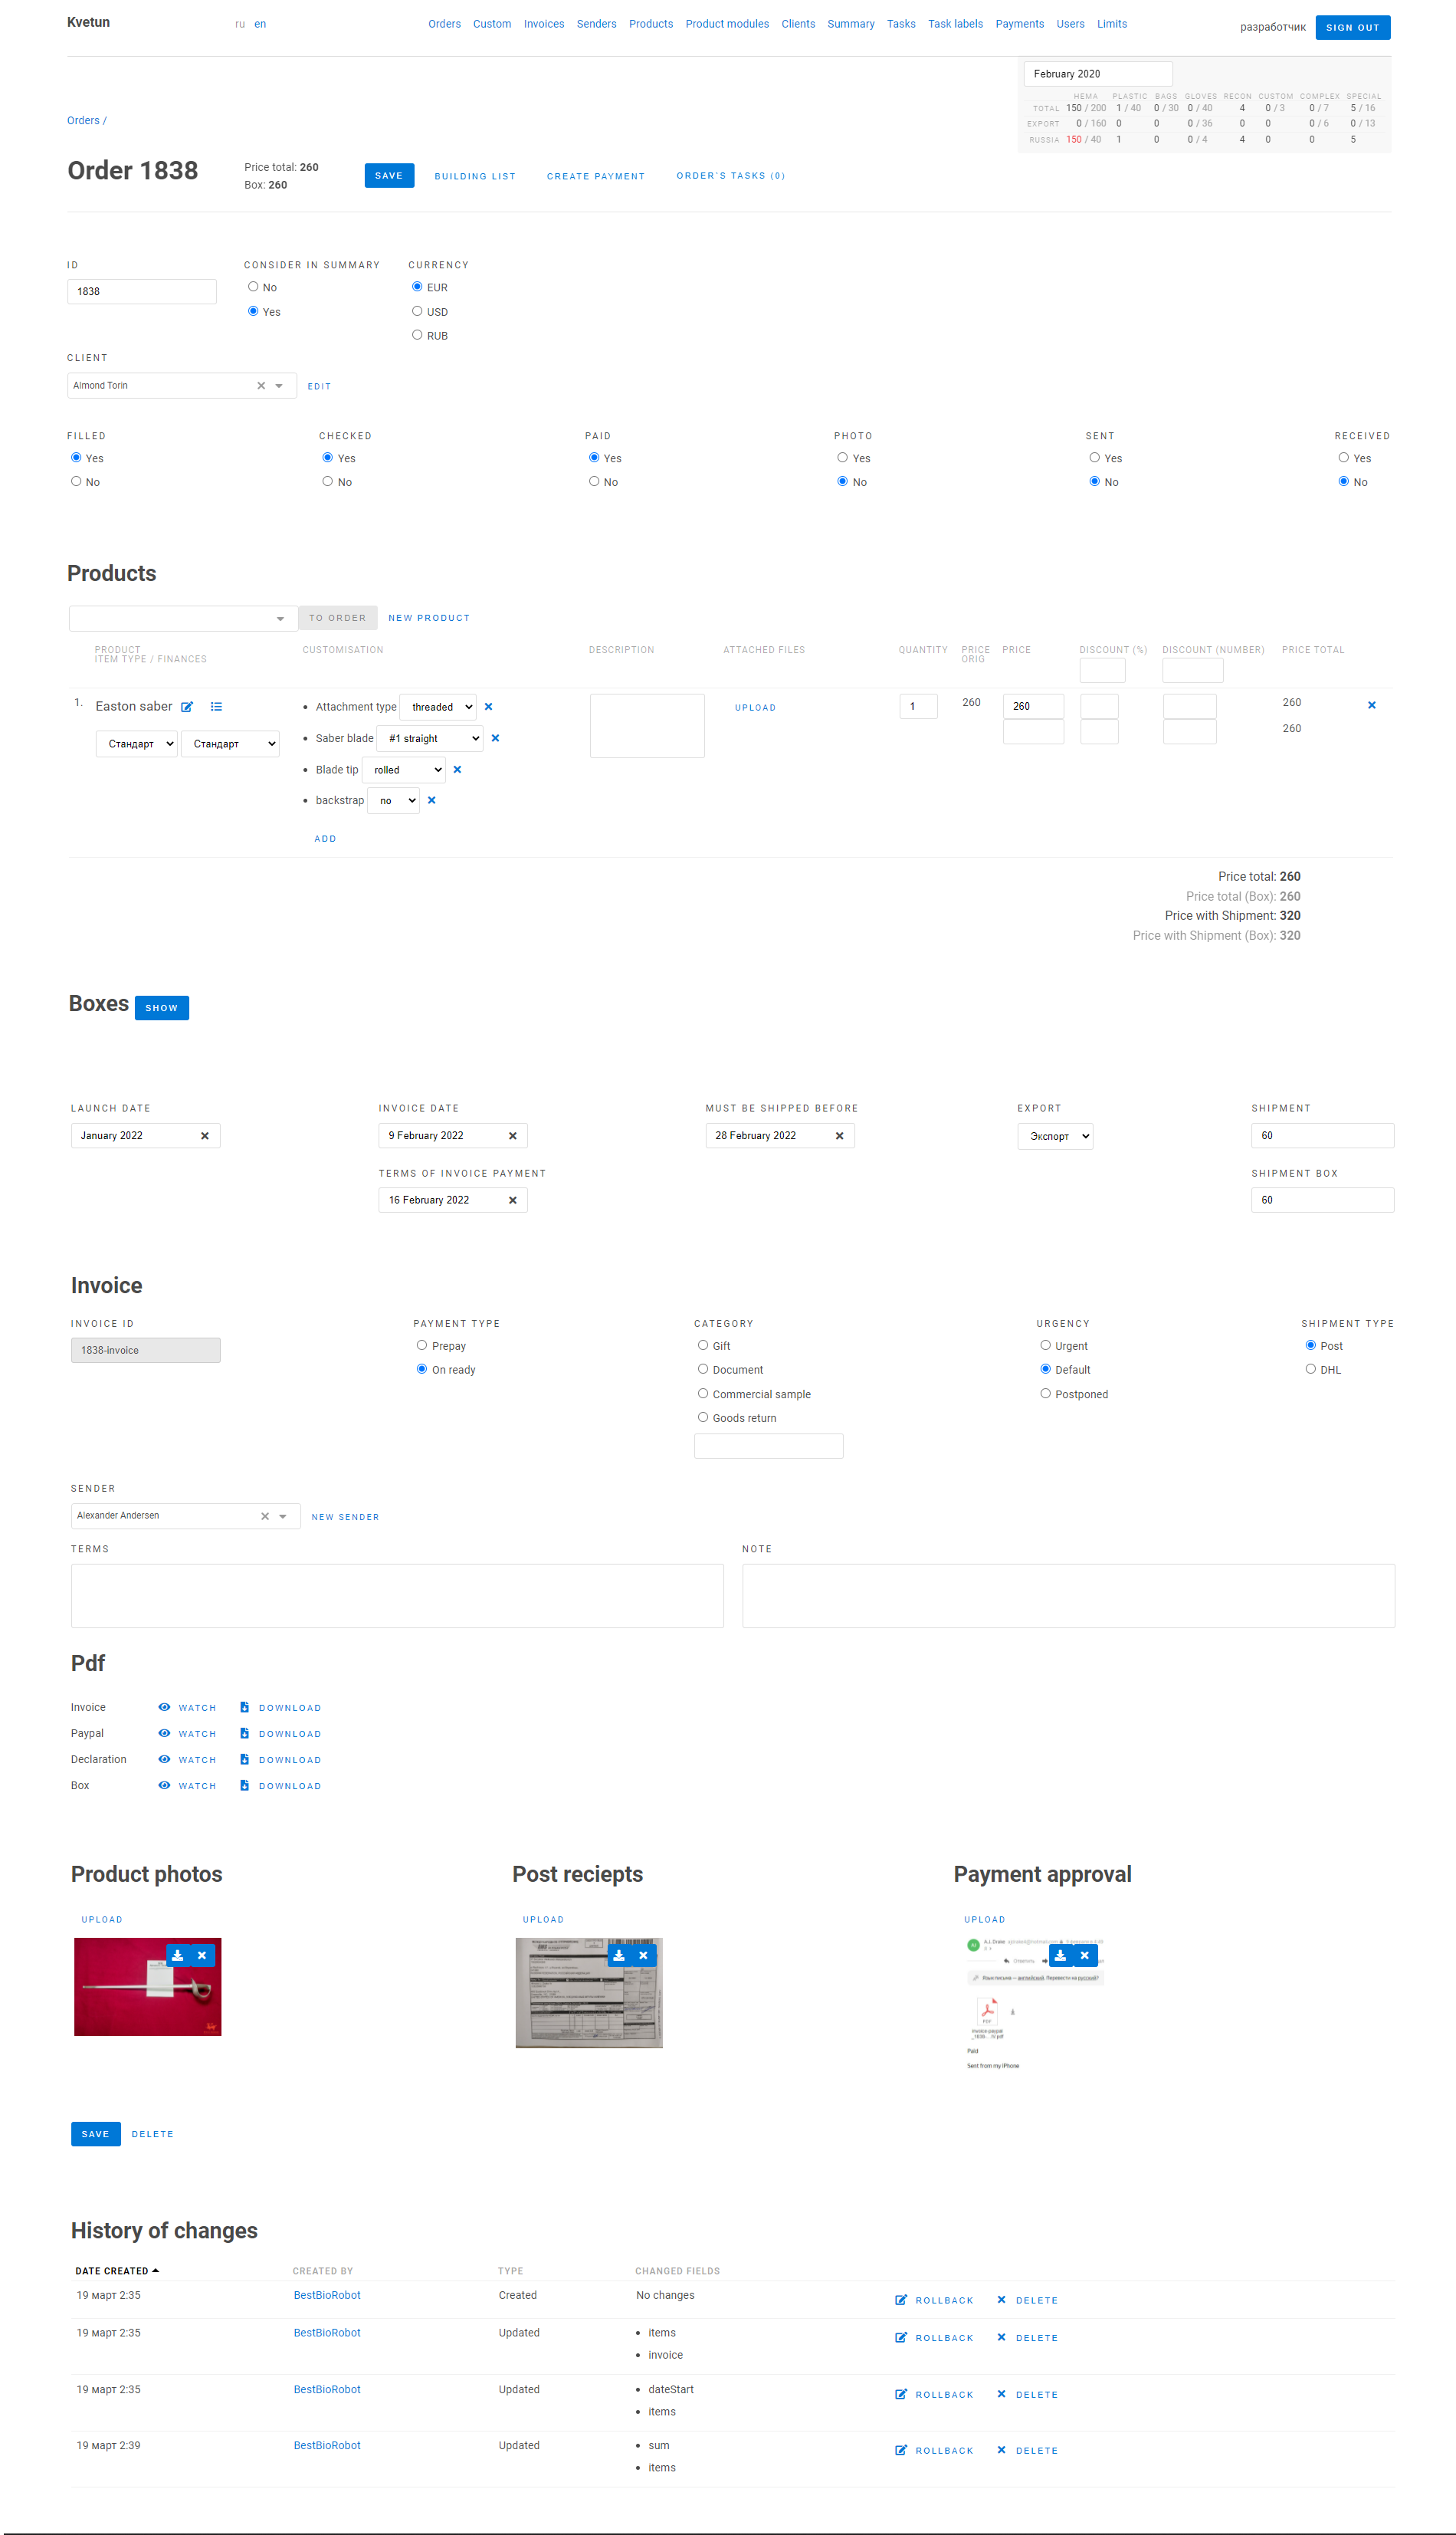 Kvetun ru en Orders Custom Invoices Senders Products Product modules Clients Summary Tasks Task labels Payments Users Limits разработчик SIGN OUT
February 2020
HEMA PLASTIC BAGS GLOVES RECON CUSTOM COMPLEX SPECIAL
TOTAL 150 / 200 1 / 40 0 / 30 0 / 40 4 0 / 3 0 / 7 5 / 16
EXPORT 0 / 160 0 0 0 / 36 0 0 0 / 6 0 / 13
RUSSIA 150 / 40 1 0 0 / 4 4 0 0 5
Orders /
Order 1838
Price total: 260
Box: 260
SAVE BUILDING LIST CREATE PAYMENT ORDER'S TASKS (0)
ID CONSIDER IN SUMMARY CURRENCY
1838 No EUR
Yes USD
RUB
CLIENT
Almond Torin EDIT
FILLED CHECKED PAID PHOTO SENT RECEIVED
Yes Yes Yes Yes Yes Yes
No No No No No No
Products
TO ORDER NEW PRODUCT
PRODUCT CUSTOMISATION DESCRIPTION ATTACHED FILES QUANTITY PRICE PRICE DISCOUNT (%) DISCOUNT (NUMBER) PRICE TOTAL
ITEM TYPE / FINANCES ORIG
1. Easton saber Attachment type threaded UPLOAD 1 260 260 260
Saber blade #1 straight 260
Стандарт Стандарт
Blade tip rolled
backstrap no
ADD
Price total: 260
Price total (Box): 260
Price with Shipment: 320
Price with Shipment (Box): 320
Boxes SHOW
LAUNCH DATE INVOICE DATE MUST BE SHIPPED BEFORE EXPORT SHIPMENT
January 2022 9 February 2022 28 February 2022 Экспорт 60
TERMS OF INVOICE PAYMENT SHIPMENT BOX
16 February 2022 60
Invoice
INVOICE ID PAYMENT TYPE CATEGORY URGENCY SHIPMENT TYPE
1838-invoice Prepay Gift Urgent Post
On ready Document Default DHL
Commercial sample Postponed
Goods return
SENDER
Alexander Andersen NEW SENDER
TERMS NOTE
Pdf
Invoice WATCH DOWNLOAD
Paypal WATCH DOWNLOAD
Declaration WATCH DOWNLOAD
Box WATCH DOWNLOAD
Product photos Post reciepts Payment approval
UPLOAD UPLOAD UPLOAD
A.J. Drake
Язык письма — английский. Перевести на русский?
PDF
Paid
Sent from my iPhone
SAVE DELETE
History of changes
DATE CREATED CREATED BY TYPE CHANGED FIELDS
19 март 2:35 BestBioRobot Created No changes ROLLBACK DELETE
19 март 2:35 BestBioRobot Updated items ROLLBACK DELETE
invoice
19 март 2:35 BestBioRobot Updated dateStart ROLLBACK DELETE
items
19 март 2:39 BestBioRobot Updated sum ROLLBACK DELETE
items